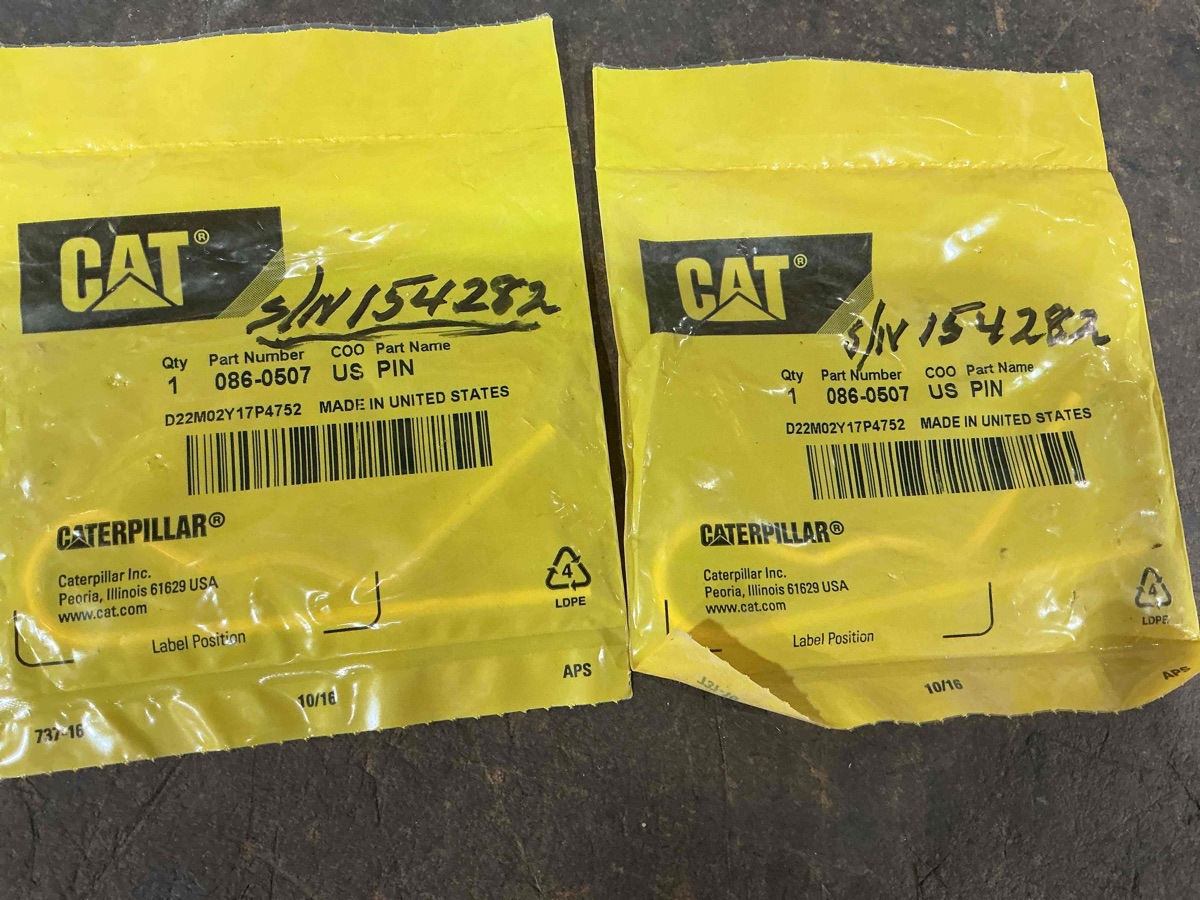 CAT®
S/N 154282
Qty Part Number COO Part Name
1 086-0507 US PIN
D22M02Y17P4752 MADE IN UNITED STATES
CATERPILLAR®
Caterpillar Inc.
Peoria, Illinois 61629 USA
www.cat.com
4
LDPE
Label Position
APS
10/16
737-16
CAT®
S/N 154282
Qty Part Number COO Part Name
1 086-0507 US PIN
D22M02Y17P4752 MADE IN UNITED STATES
CATERPILLAR®
Caterpillar Inc.
Peoria, Illinois 61629 USA
www.cat.com
4
LDPE
Label Position
APS
10/16